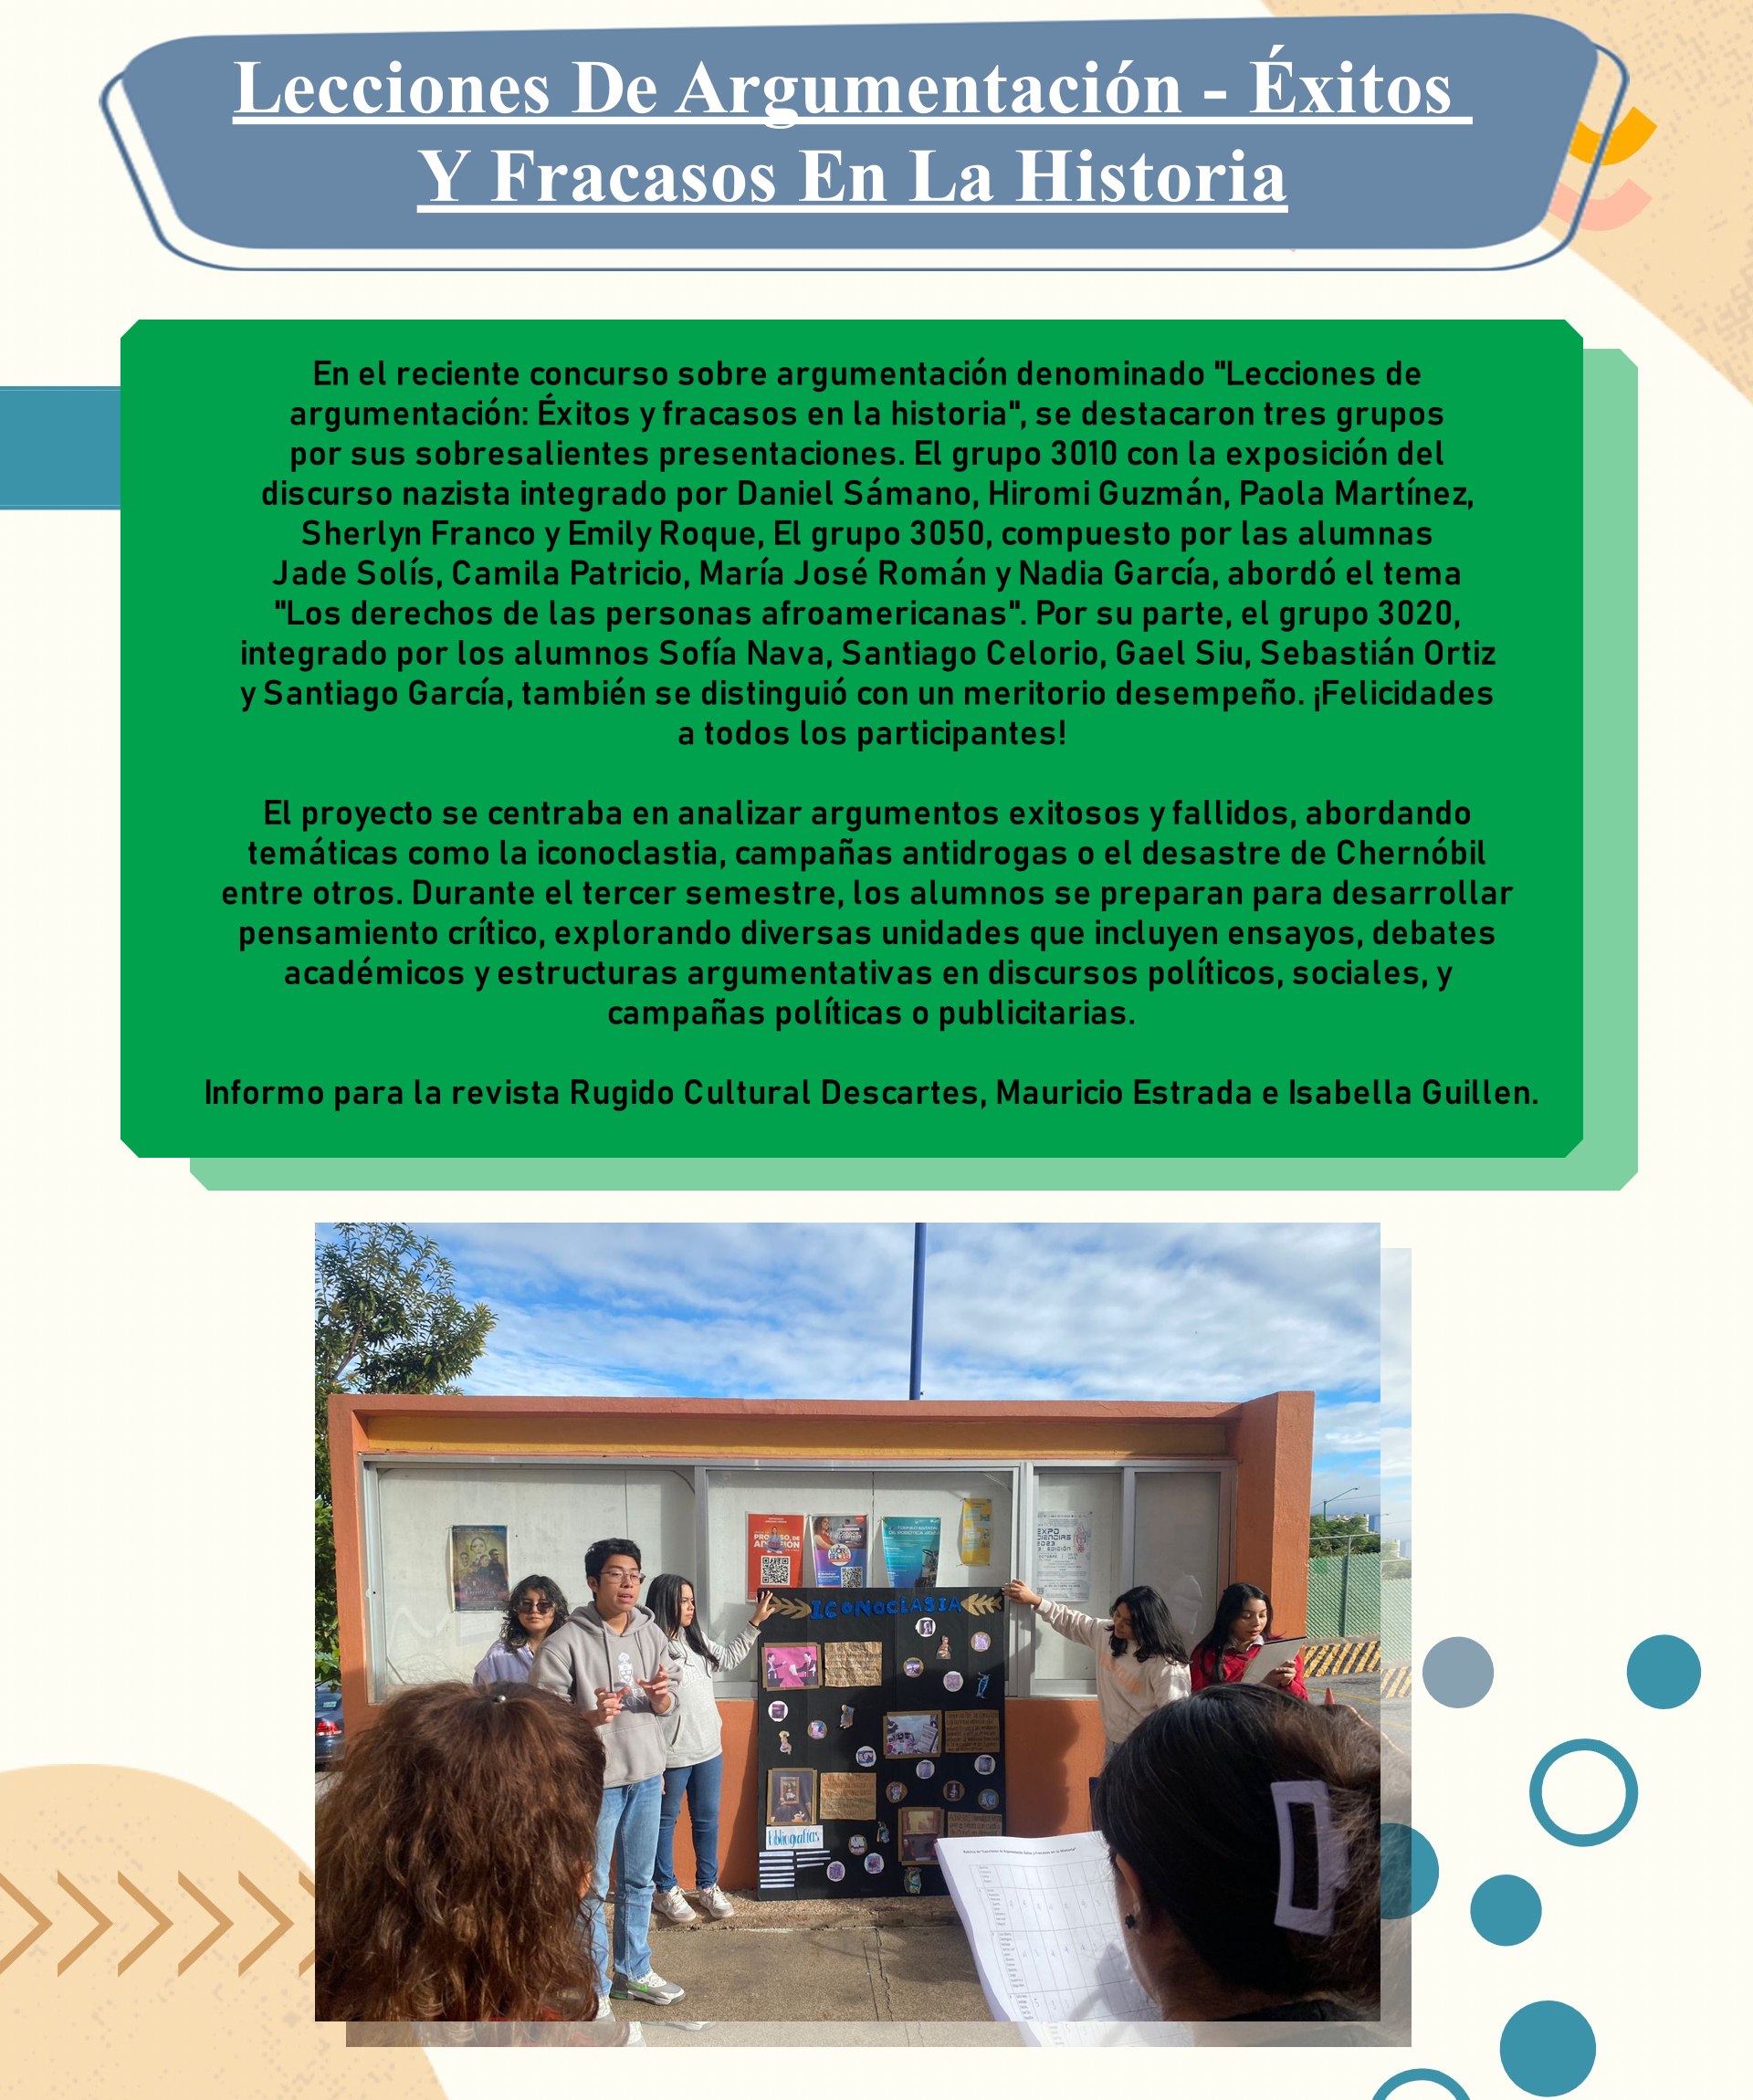 Lecciones De Argumentación - Éxitos
Y Fracasos En La Historia
En el reciente concurso sobre argumentación denominado "Lecciones de
argumentación: Éxitos y fracasos en la historia", se destacaron tres grupos
por sus sobresalientes presentaciones. El grupo 3010 con la exposición del
discurso nazista integrado por Daniel Sámano, Hiromi Guzmán, Paola Martínez,
Sherlyn Franco y Emily Roque, El grupo 3050, compuesto por las alumnas
Jade Solís, Camila Patricio, María José Román y Nadia García, abordó el tema
"Los derechos de las personas afroamericanas". Por su parte, el grupo 3020,
integrado por los alumnos Sofía Nava, Santiago Celorio, Gael Siu, Sebastián Ortiz
y Santiago García, también se distinguió con un meritorio desempeño. ¡Felicidades
a todos los participantes!
El proyecto se centraba en analizar argumentos exitosos y fallidos, abordando
temáticas como la iconoclastia, campañas antidrogas o el desastre de Chernóbil
entre otros. Durante el tercer semestre, los alumnos se preparan para desarrollar
pensamiento crítico, explorando diversas unidades que incluyen ensayos, debates
académicos y estructuras argumentativas en discursos políticos, sociales, y
campañas políticas o publicitarias.
Informo para la revista Rugido Cultural Descartes, Mauricio Estrada e Isabella Guillen.
EXPO
CIENCIAS
2023
ICONOCLASIA
bibliografías